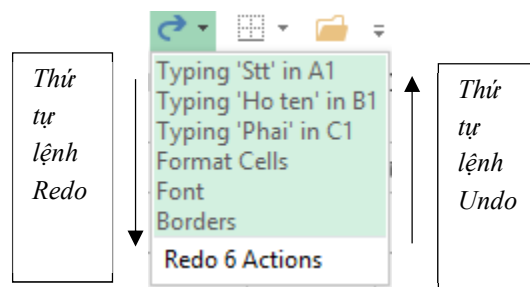 Thứ
tự
lệnh
Redo
Typing 'Stt' in A1
Typing 'Ho ten' in B1
Typing 'Phai' in C1
Format Cells
Font
Borders
Redo 6 Actions
Thứ
tự
lệnh
Undo